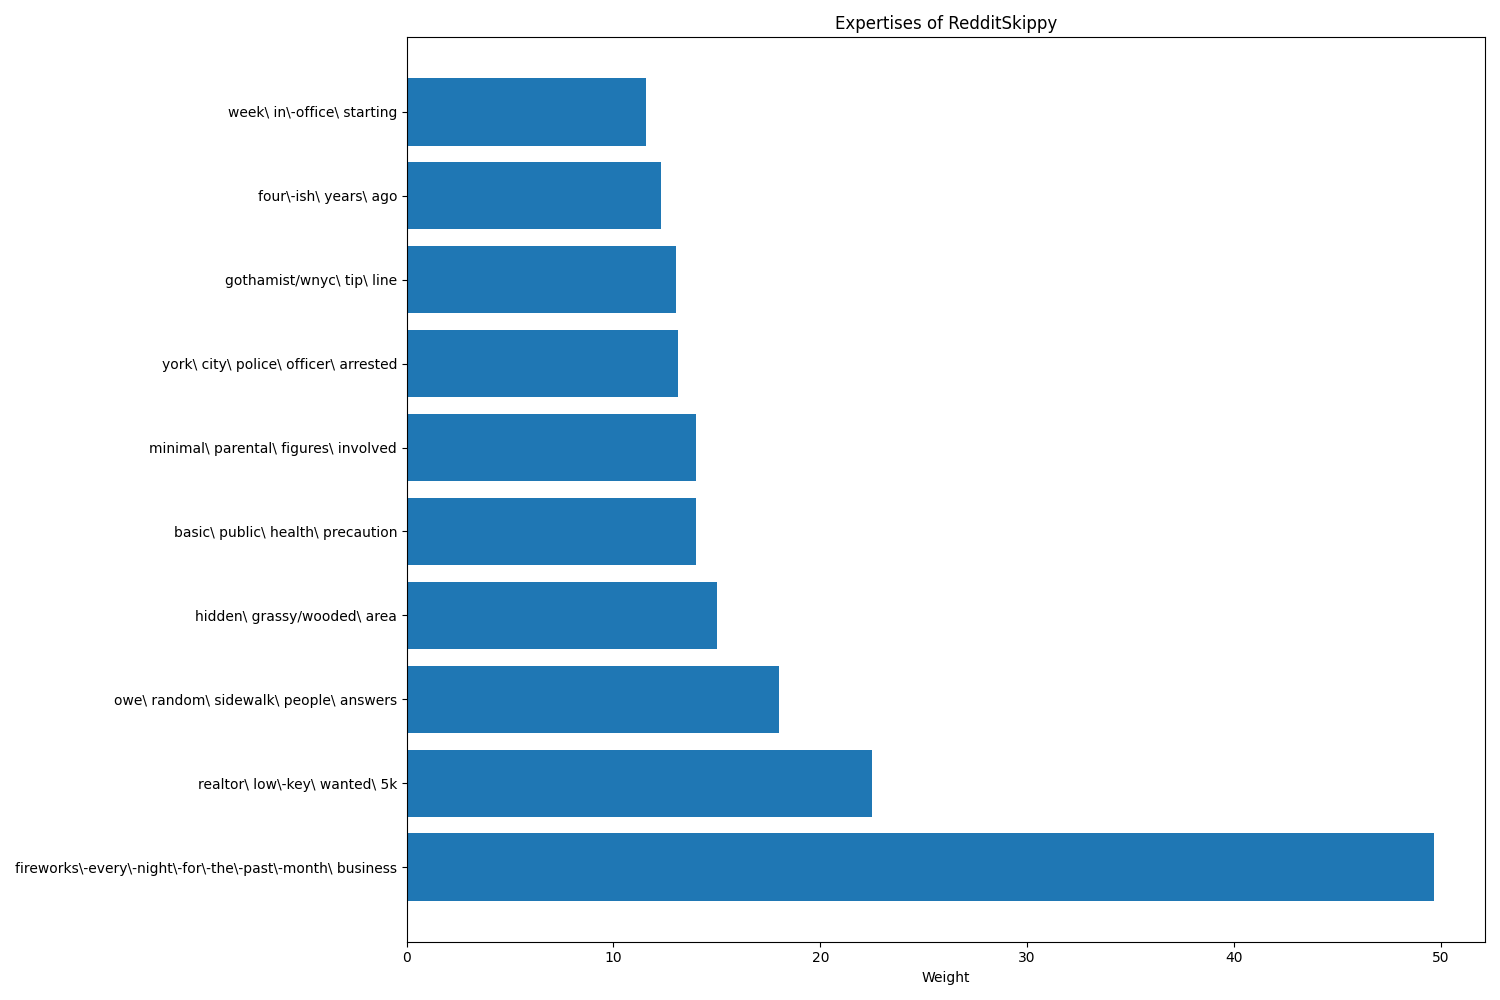 Expertises of RedditSkippy
week\ in\-office\ starting
four\-ish\ years\ ago
gothamist/wnyc\ tip\ line
york\ city\ police\ officer\ arrested
minimal\ parental\ figures\ involved
basic\ public\ health\ precaution
hidden\ grassy/wooded\ area
owe\ random\ sidewalk\ people\ answers
realtor\ low\-key\ wanted\ 5k
fireworks\-every\-night\-for\-the\-past\-month\ business
0 10 20 30 40 50
Weight